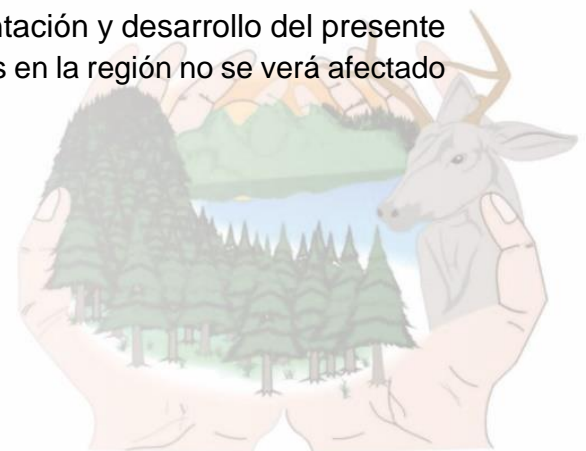 ntación y desarrollo del presente
s en la región no se verá afectado